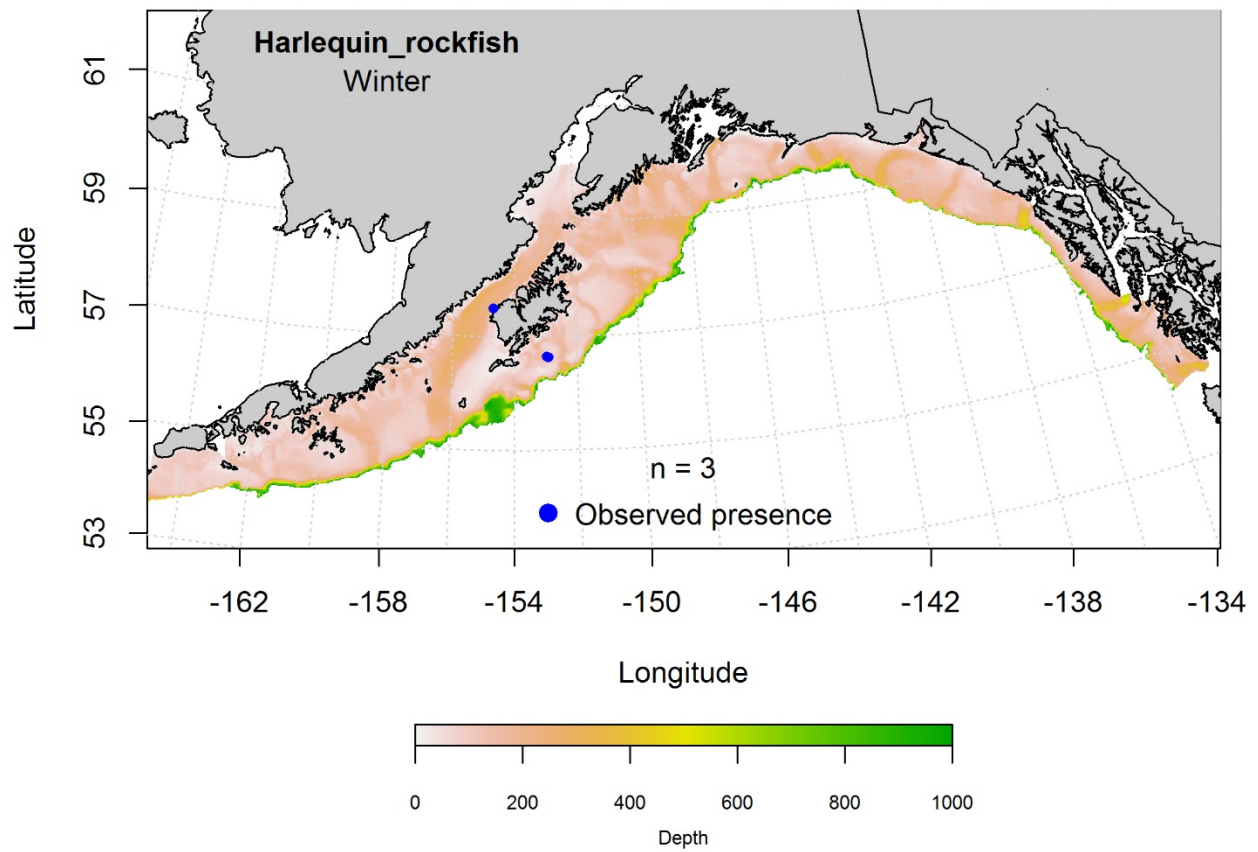 Harlequin_rockfish
Winter
61
59
57
55
53
Latitude
n = 3
Observed presence
-162 -158 -154 -150 -146 -142 -138 -134
Longitude
0 200 400 600 800 1000
Depth